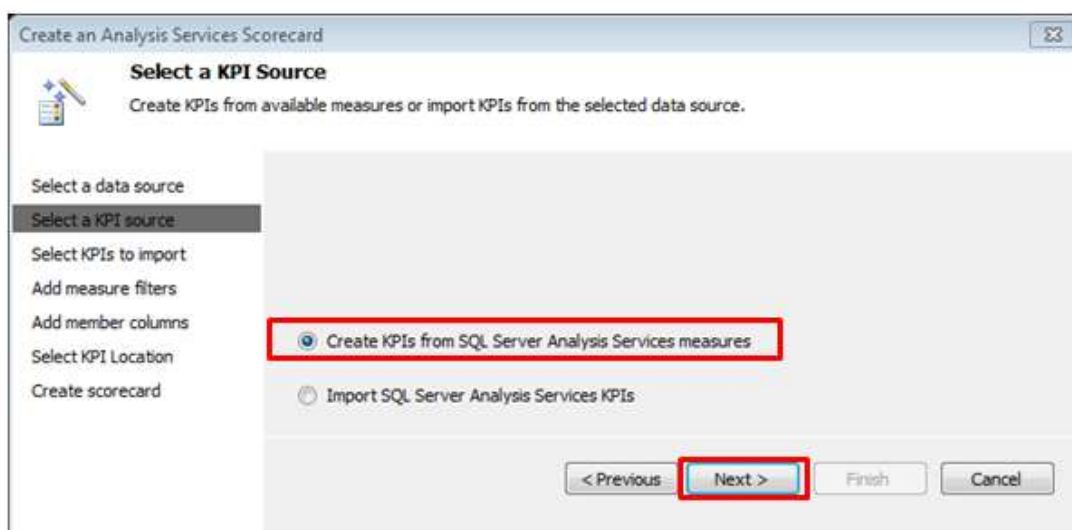 Create an Analysis Services Scorecard
Select a KPI Source
Create KPIs from available measures or import KPIs from the selected data source.
Select a data source
Select a KPI source
Select KPIs to import
Add measure filters
Add member columns
Select KPI Location
Create scorecard
Create KPIs from SQL Server Analysis Services measures
Import SQL Server Analysis Services KPIs
< Previous
Next >
Finish
Cancel